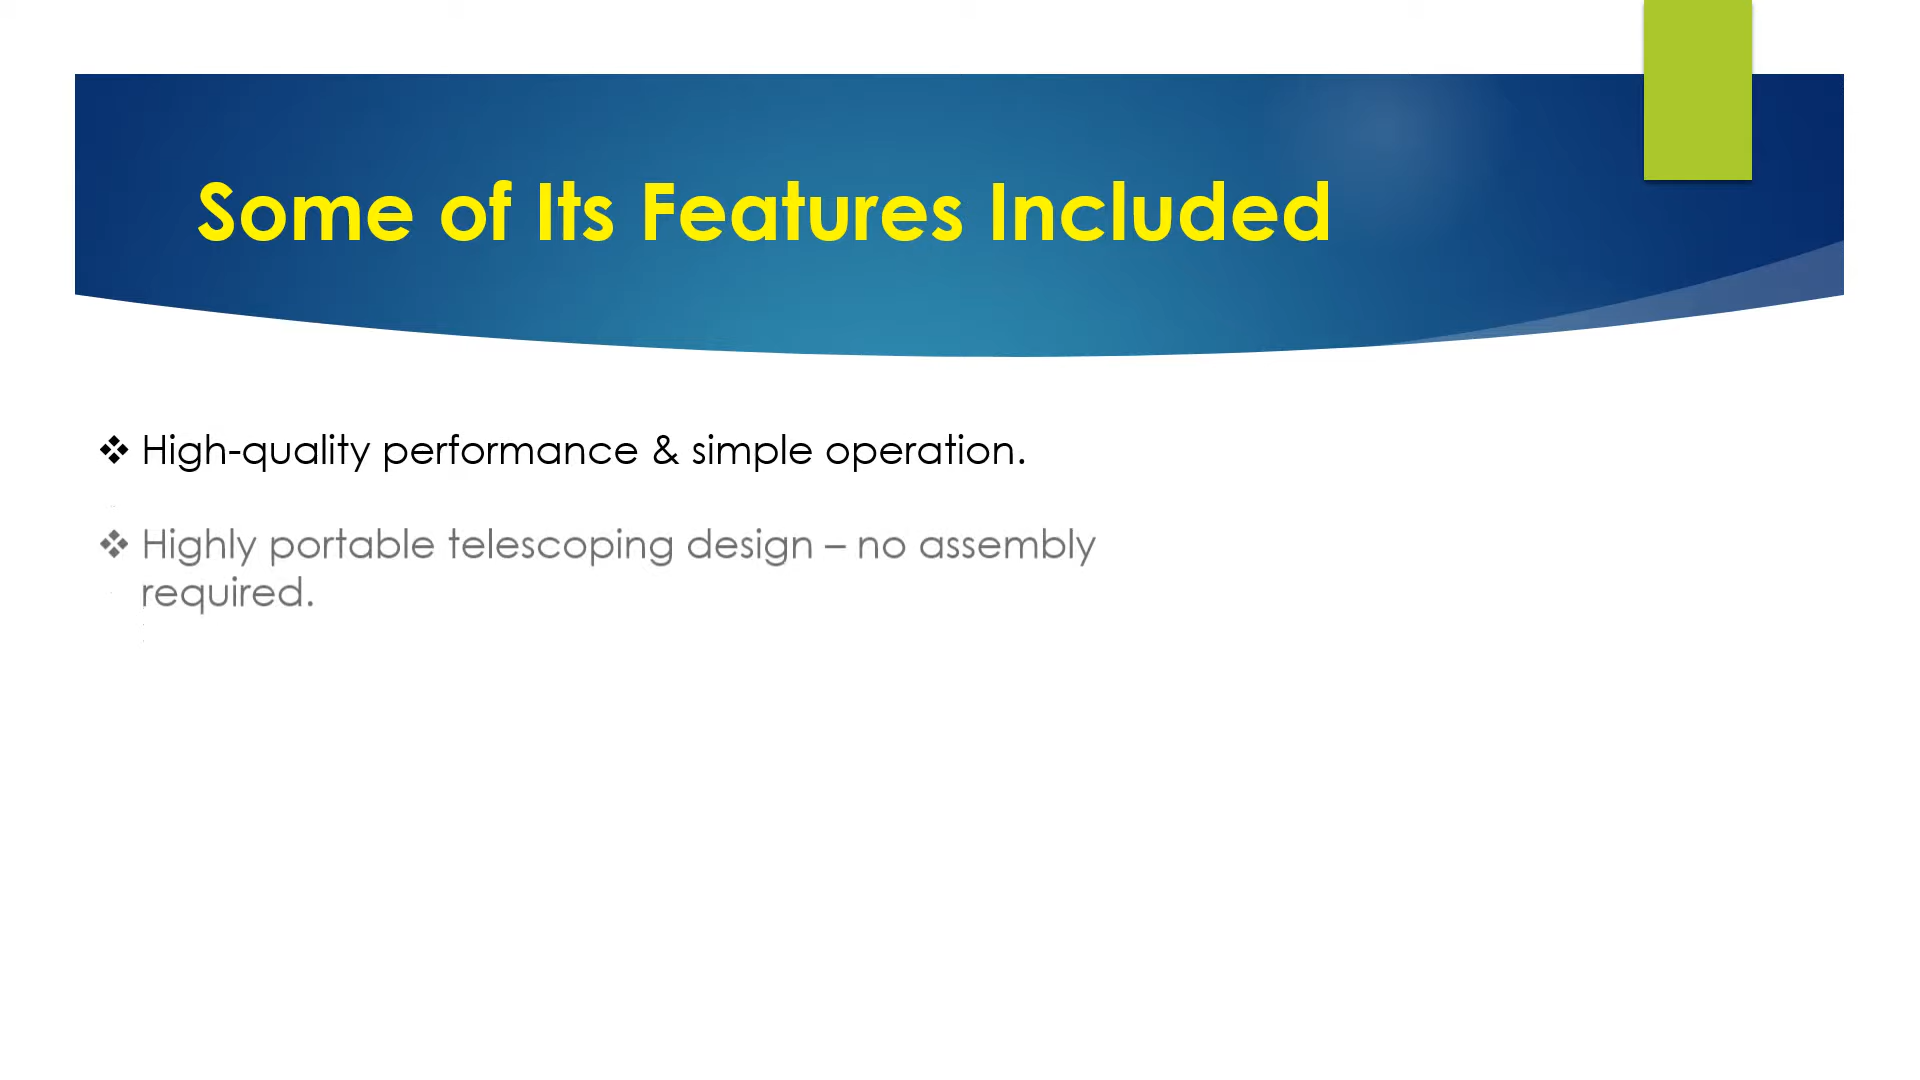 Some of Its Features Included
❖ High-quality performance & simple operation.
❖ Highly portable telescoping design – no assembly
required.